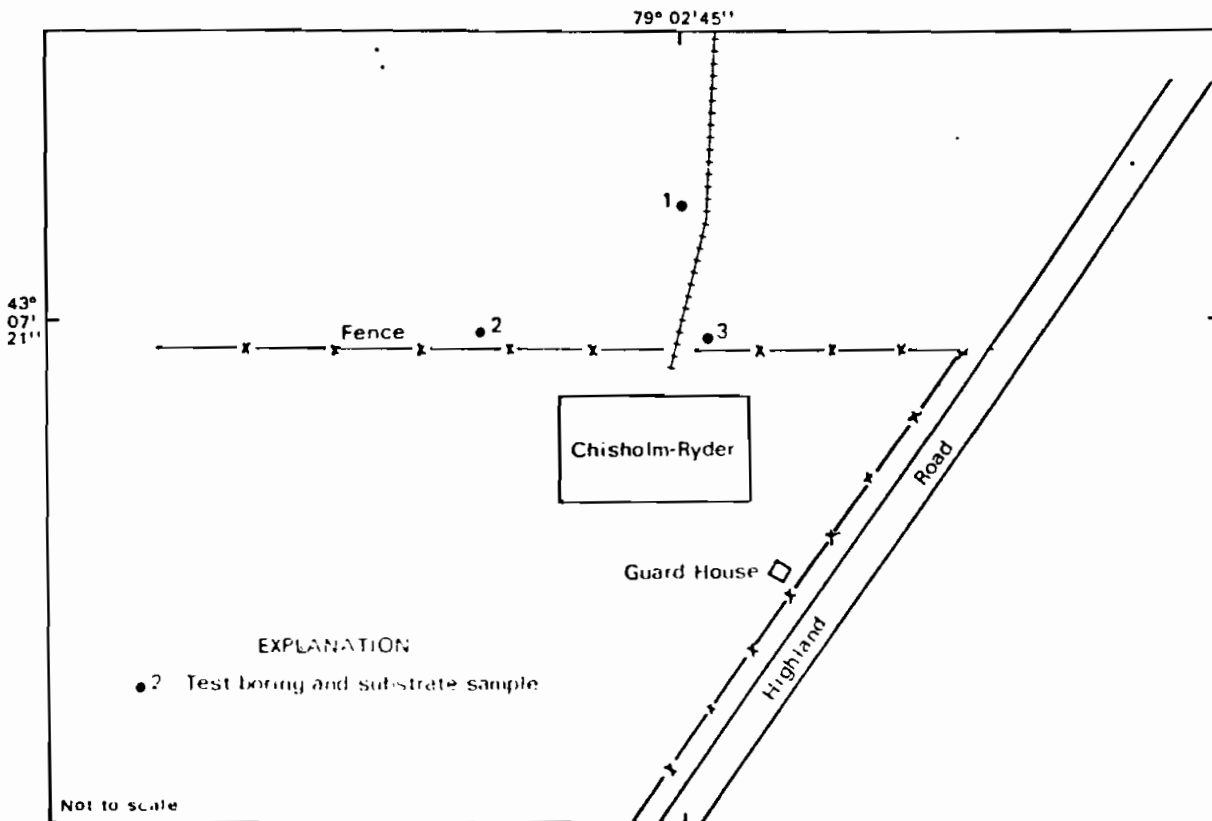 79° 02'45"
1
43°
07'
21"
Fence
2
3
Chisholm-Ryder
Guard House
Highland Road
EXPLANATION
2 Test boring and substrate sample
Not to scale